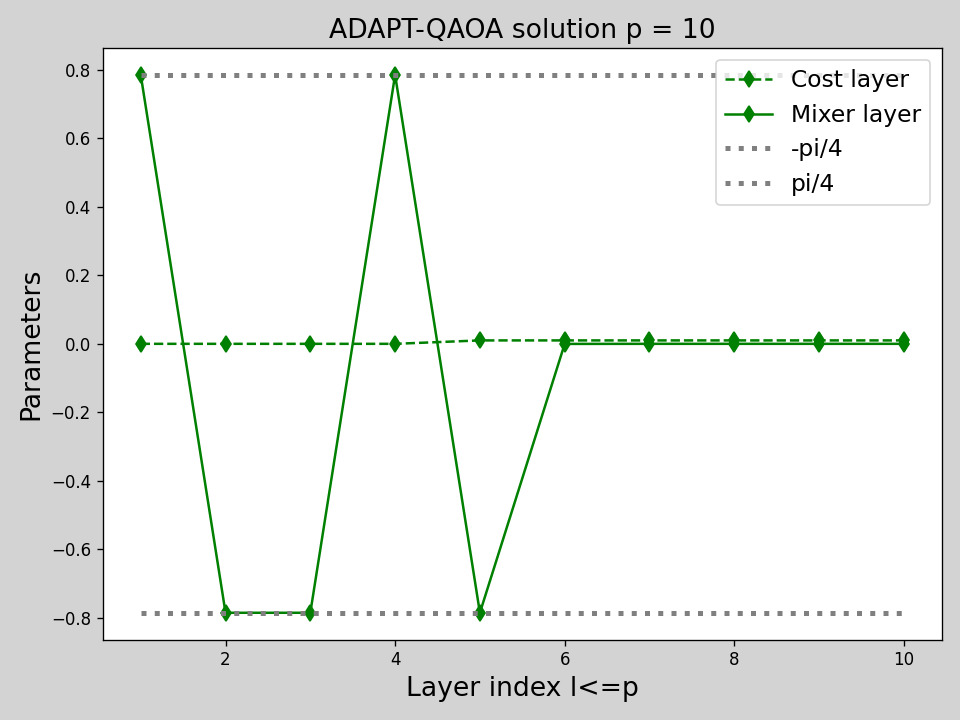 ADAPT-QAOA solution p = 10
Cost layer
Mixer layer
-pi/4
pi/4
Parameters
0.8
0.6
0.4
0.2
0.0
−0.2
−0.4
−0.6
−0.8
2 4 6 8 10
Layer index l<=p